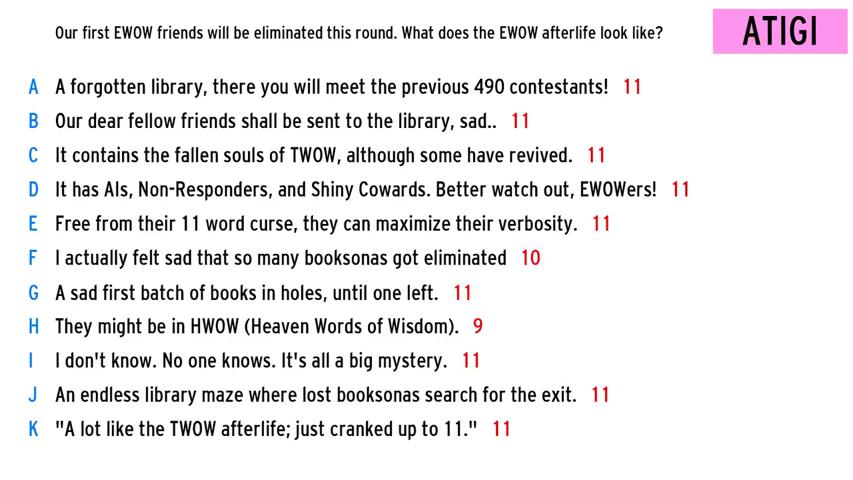 Our first EWOW friends will be eliminated this round. What does the EWOW afterlife look like?
ATIGI
A A forgotten library, there you will meet the previous 490 contestants! 11
B Our dear fellow friends shall be sent to the library, sad.. 11
C It contains the fallen souls of TWOW, although some have revived. 11
D It has AIs, Non-Responders, and Shiny Cowards. Better watch out, EWOWers! 11
E Free from their 11 word curse, they can maximize their verbosity. 11
F I actually felt sad that so many booksonas got eliminated 10
G A sad first batch of books in holes, until one left. 11
H They might be in HWOW (Heaven Words of Wisdom). 9
I I don't know. No one knows. It's all a big mystery. 11
J An endless library maze where lost booksonas search for the exit. 11
K "A lot like the TWOW afterlife; just cranked up to 11." 11